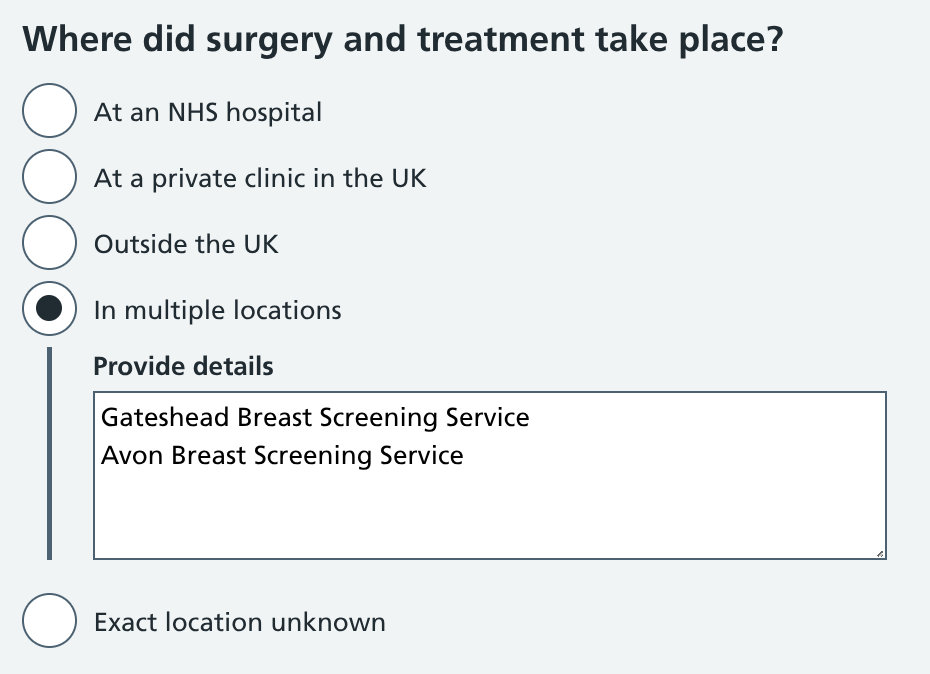 Where did surgery and treatment take place?
At an NHS hospital
At a private clinic in the UK
Outside the UK
In multiple locations
Provide details
Gateshead Breast Screening Service
Avon Breast Screening Service
Exact location unknown